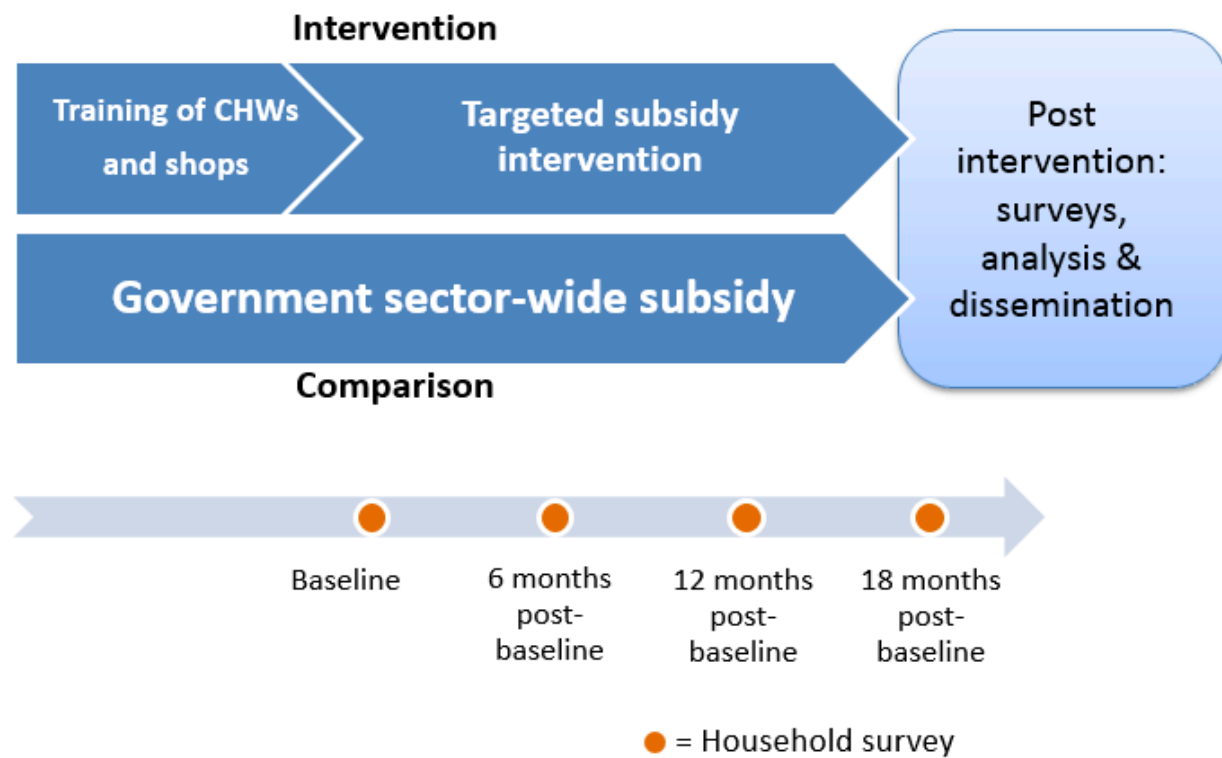 Intervention
Training of CHWs
and shops
Targeted subsidy
intervention
Post
intervention:
surveys,
analysis &
dissemination
Government sector-wide subsidy
Comparison
Baseline
6 months
post-
baseline
12 months
post-
baseline
18 months
post-
baseline
= Household survey